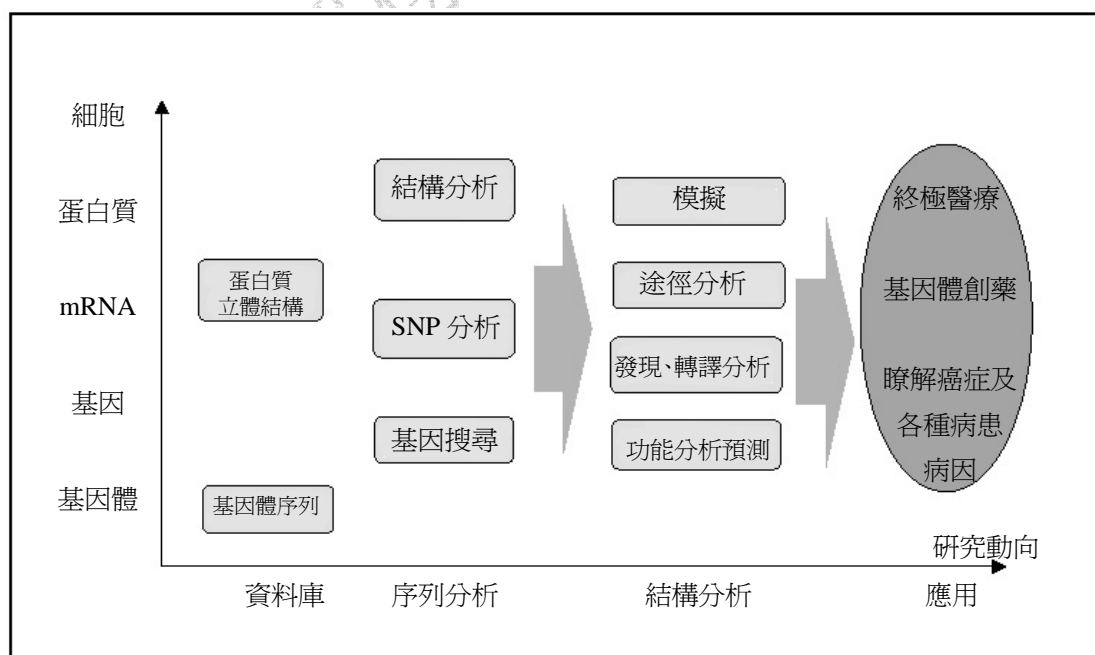 細胞
蛋白質
mRNA
基因
基因體
蛋白質
立體結構
基因體序列
結構分析
SNP 分析
基因搜尋
模擬
途徑分析
發現、轉譯分析
功能分析預測
終極醫療
基因體創藥
瞭解癌症及
各種病患
病因
研究動向
資料庫
序列分析
結構分析
應用